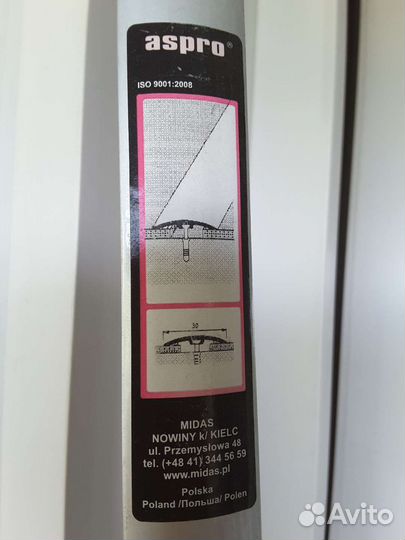 aspro®
ISO 9001:2008
30
MIDAS
NOWINY k/ KIELC
ul. Przemysłowa 48
tel. (+48 41) 344 56 59
www.midas.pl
Polska
Poland /Польша/ Polen
Avito